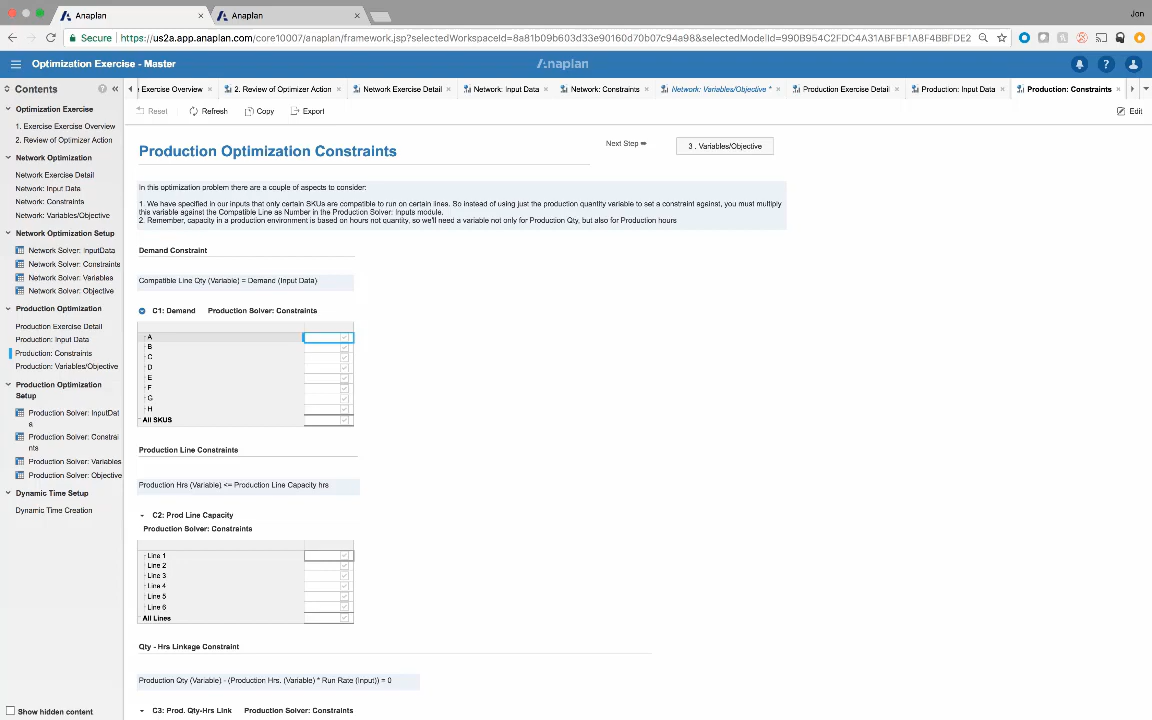 Anaplan ×
Anaplan ×
Jon
Secure https://us2a.app.anaplan.com/core10007/anaplan/framework.jsp?selectedWorkspaceId=8a81b09b603d33e90160d70b07c94a98&selectedModelId=990B954C2FDC4A31ABFBF1A8F4BBFDE2
Optimization Exercise - Master
Anaplan
Contents
Exercise Overview × 2. Review of Optimizer Action × Network Exercise Detail × Network: Input Data × Network: Constraints × Network: Variables/Objective * × Production Exercise Detail × Production: Input Data × Production: Constraints ×
Reset Refresh Copy Export Edit
Optimization Exercise
1. Exercise Exercise Overview
2. Review of Optimizer Action
Network Optimization
Network Exercise Detail
Network: Input Data
Network: Constraints
Network: Variables/Objective
Network Optimization Setup
Network Solver: InputData
Network Solver: Constraints
Network Solver: Variables
Network Solver: Objective
Production Optimization
Production Exercise Detail
Production: Input Data
Production: Constraints
Production: Variables/Objective
Production Optimization
Setup
Production Solver: InputDat
a
Production Solver: Constrai
nts
Production Solver: Variables
Production Solver: Objective
Dynamic Time Setup
Dynamic Time Creation
Show hidden content
Production Optimization Constraints
Next Step ➡
3 . Variables/Objective
In this optimization problem there are a couple of aspects to consider:
1. We have specified in our inputs that only certain SKUs are compatible to run on certain lines. So instead of using just the production quantity variable to set a constraint against, you must multiply
this variable against the Compatible Line as Number in the Production Solver: Inputs module.
2. Remember, capacity in a production environment is based on hours not quantity, so we'll need a variable not only for Production Qty, but also for Production hours
Demand Constraint
Compatible Line Qty (Variable) = Demand (Input Data)
C1: Demand Production Solver: Constraints
A
B
C
D
E
F
G
H
All SKUS
Production Line Constraints
Production Hrs (Variable) <= Production Line Capacity hrs
C2: Prod Line Capacity
Production Solver: Constraints
Line 1
Line 2
Line 3
Line 4
Line 5
Line 6
All Lines
Qty - Hrs Linkage Constraint
Production Qty (Variable) - (Production Hrs. (Variable) * Run Rate (Input)) = 0
C3: Prod. Qty-Hrs Link Production Solver: Constraints